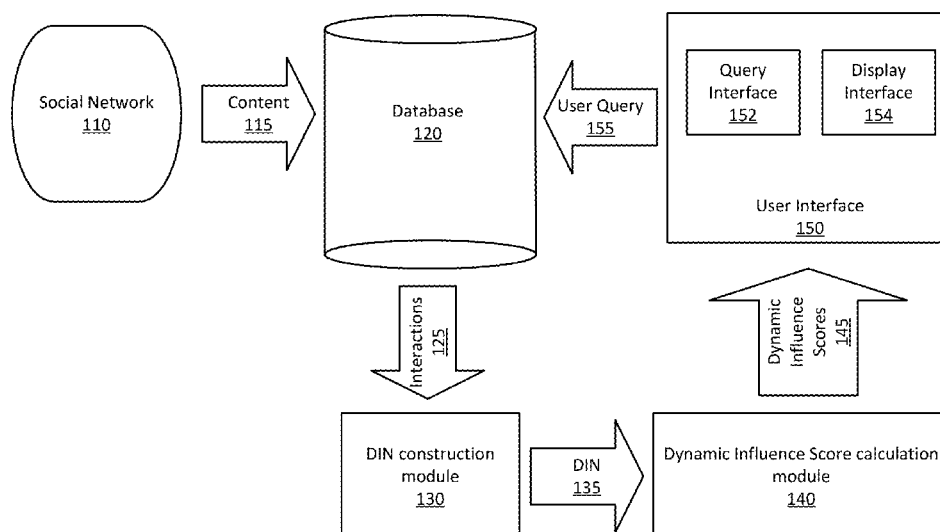 Social Network
110
Content
115
Database
120
User Query
155
Query
Interface
152
Display
Interface
154
User Interface
150
Interactions
125
Dynamic
Influence
Scores
145
DIN construction
module
130
DIN
135
Dynamic Influence Score calculation
module
140